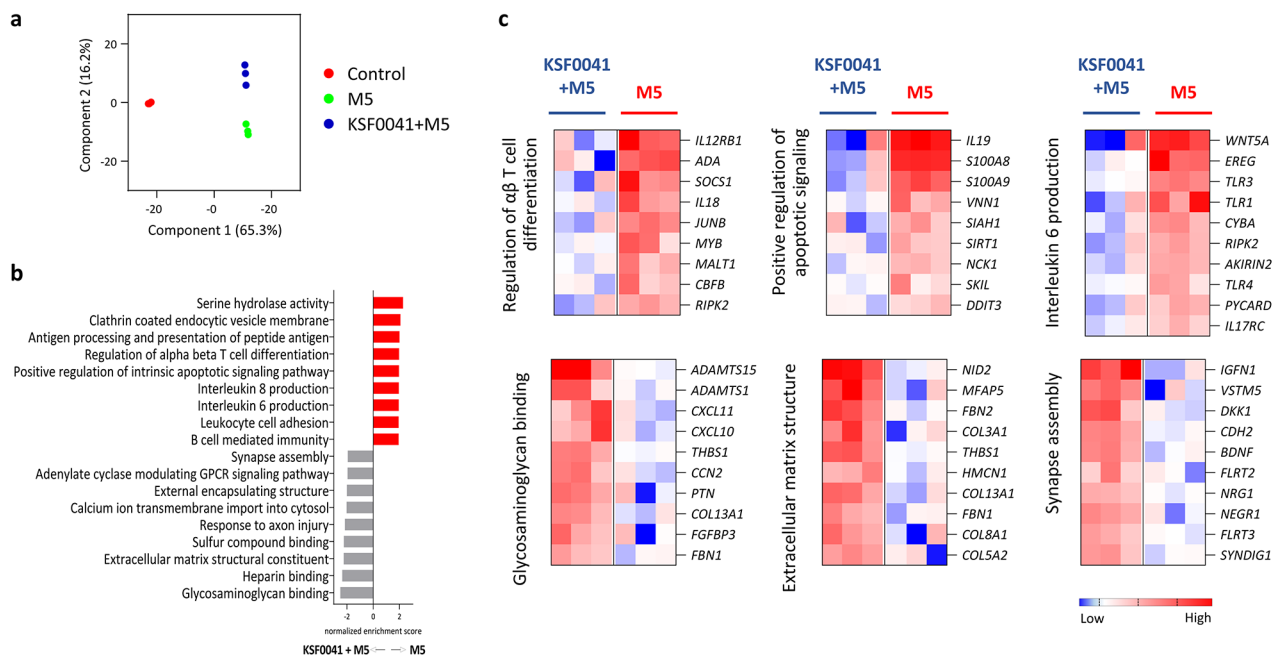 a
Component 2 (16.2%)
20
0
-20
-20
-0
-20
Component 1 (65.3%)
Control
M5
KSF0041+M5
b
Serine hydrolase activity
Clathrin coated endocytic vesicle membrane
Antigen processing and presentation of peptide antigen
Regulation of alpha beta T cell differentiation
Positive regulation of intrinsic apoptotic signaling pathway
Interleukin 8 production
Interleukin 6 production
Leukocyte cell adhesion
B cell mediated immunity
Synapse assembly
Adenylate cyclase modulating GPCR signaling pathway
External encapsulating structure
Calcium ion transmembrane import into cytosol
Response to axon injury
Sulfur compound binding
Extracellular matrix structural constituent
Heparin binding
Glycosaminoglycan binding
-2
0
2
normalized enrichment score
KSF0041 + M5
M5
c
KSF0041
+M5
M5
Regulation of αβ T cell
differentiation
IL12RB1
ADA
SOCS1
IL18
JUNB
MYB
MALT1
CBFB
RIPK2
KSF0041
+M5
M5
Positive regulation of
apoptotic signaling
IL19
S100A8
S100A9
VNN1
SIAH1
SIRT1
NCK1
SKIL
DDIT3
KSF0041
+M5
M5
Interleukin 6 production
WNT5A
EREG
TLR3
TLR1
CYBA
RIPK2
AKIRIN2
TLR4
PYCARD
IL17RC
Glycosaminoglycan binding
ADAMTS15
ADAMTS1
CXCL11
CXCL10
THBS1
CCN2
PTN
COL13A1
FGFBP3
FBN1
Extracellular matrix structure
NID2
MFAP5
FBN2
COL3A1
THBS1
HMCN1
COL13A1
FBN1
COL8A1
COL5A2
Synapse assembly
IGFN1
VSTM5
DKK1
CDH2
BDNF
FLRT2
NRG1
NEGR1
FLRT3
SYNDIG1
Low
High